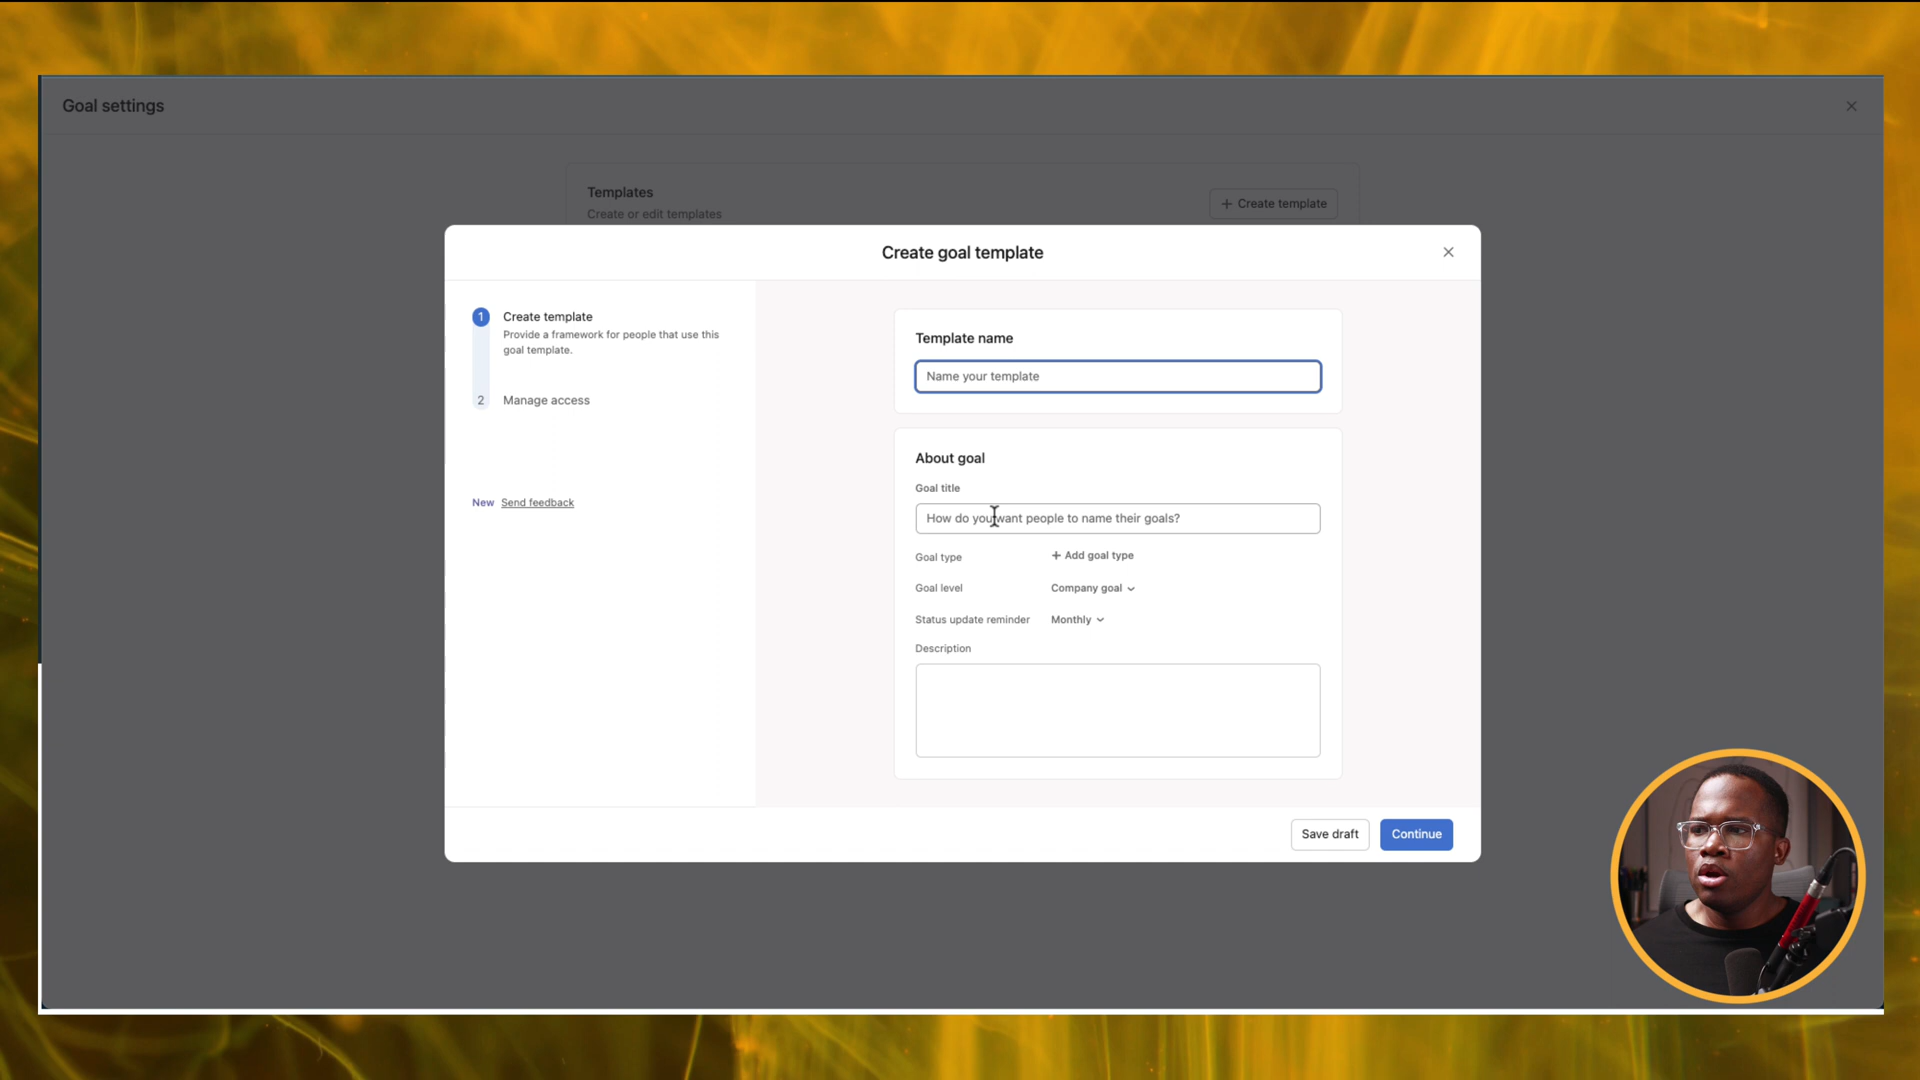 Goal settings
Templates
Create or edit templates
+ Create template
Create goal template
1 Create template
Provide a framework for people that use this
goal template.
2 Manage access
New Send feedback
Template name
Name your template
About goal
Goal title
How do you want people to name their goals?
Goal type + Add goal type
Goal level Company goal
Status update reminder Monthly
Description
Save draft Continue